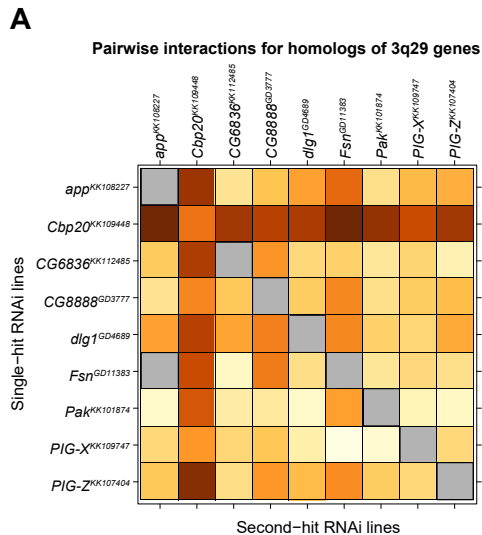 A
Pairwise interactions for homologs of 3q29 genes
app^KK108227
Cbp20^KK109448
CG6836^KK112485
CG8888^GD3777
dlg1^GD4689
Fsn^GD11383
Pak^KK101874
PIG-X^KK109747
PIG-Z^KK107404
app^KK108227
Cbp20^KK109448
CG6836^KK112485
CG8888^GD3777
dlg1^GD4689
Fsn^GD11383
Pak^KK101874
PIG-X^KK109747
PIG-Z^KK107404
Single−hit RNAi lines
Second−hit RNAi lines